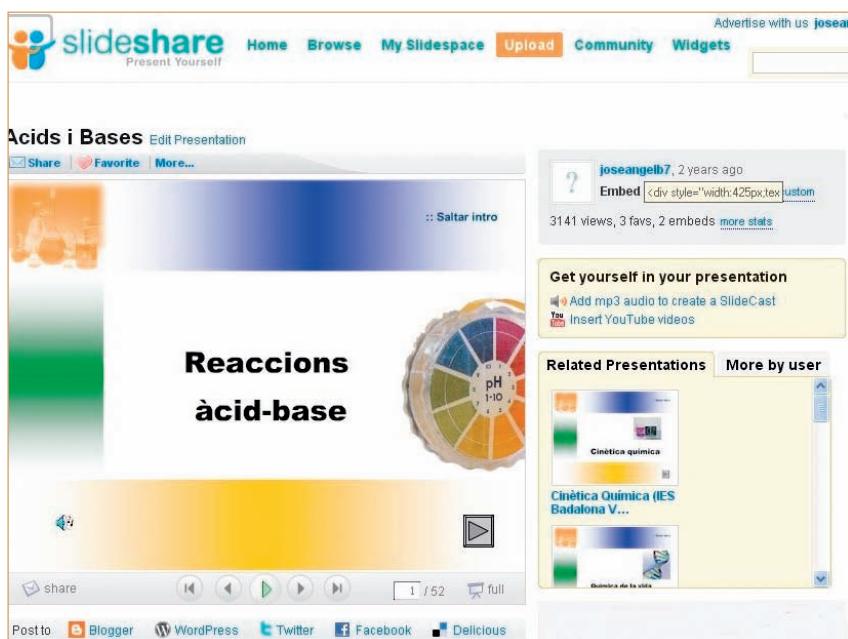 Advertise with us josean
slideshare
Present Yourself
Home Browse My Slidespace Upload Community Widgets
Acids i Bases Edit Presentation
Share Favorite More...
:: Saltar intro
Reaccions
àcid-base
pH
1-10
share
1 / 52
full
Post to Blogger WordPress Twitter Facebook Delicious
?
joseangelb7, 2 years ago
Embed <div style="width:425px;tex ustom
3141 views, 3 favs, 2 embeds more stats
Get yourself in your presentation
Add mp3 audio to create a SlideCast
You Tube Insert YouTube videos
Related Presentations More by user
Cinètica química
Cinètica Química (IES
Badalona V...
Química de la vida